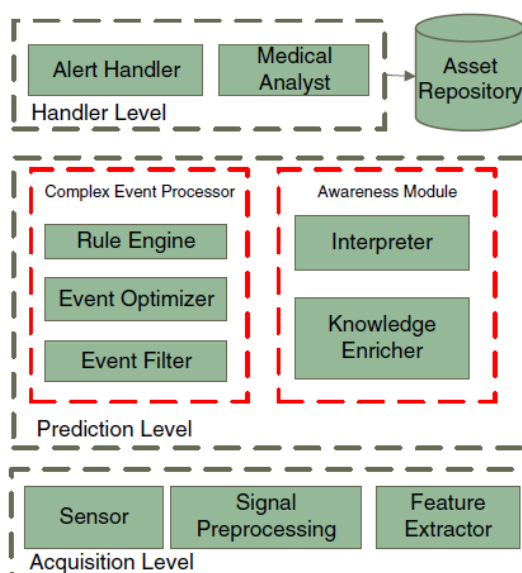 Alert Handler
Medical
Analyst
Asset
Repository
Handler Level
Complex Event Processor
Awareness Module
Rule Engine
Interpreter
Event Optimizer
Knowledge
Enricher
Event Filter
Prediction Level
Sensor
Signal
Preprocessing
Feature
Extractor
Acquisition Level